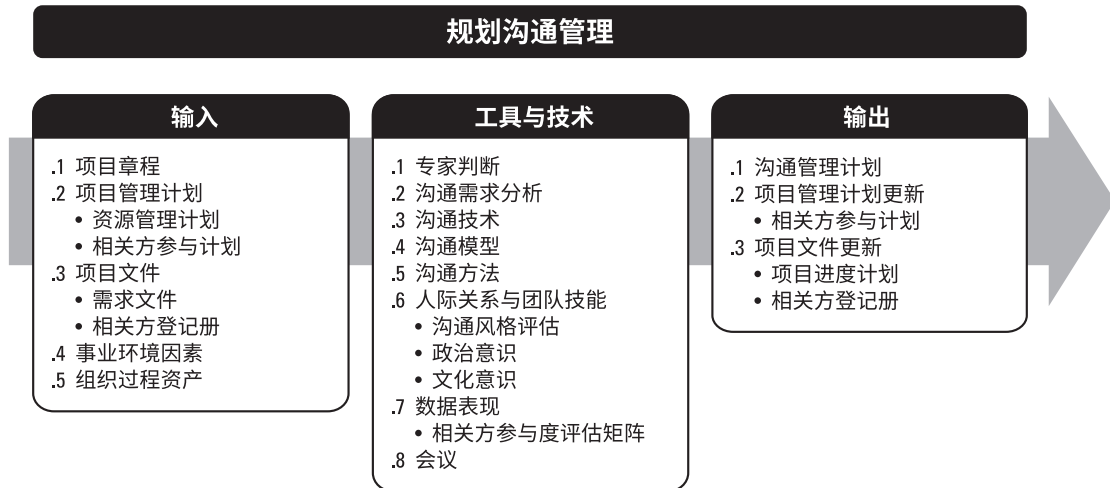 规划沟通管理
输入
.1 项目章程
.2 项目管理计划
• 资源管理计划
• 相关方参与计划
.3 项目文件
• 需求文件
• 相关方登记册
.4 事业环境因素
.5 组织过程资产
工具与技术
.1 专家判断
.2 沟通需求分析
.3 沟通技术
.4 沟通模型
.5 沟通方法
.6 人际关系与团队技能
• 沟通风格评估
• 政治意识
• 文化意识
.7 数据表现
• 相关方参与度评估矩阵
.8 会议
输出
.1 沟通管理计划
.2 项目管理计划更新
• 相关方参与计划
.3 项目文件更新
• 项目进度计划
• 相关方登记册